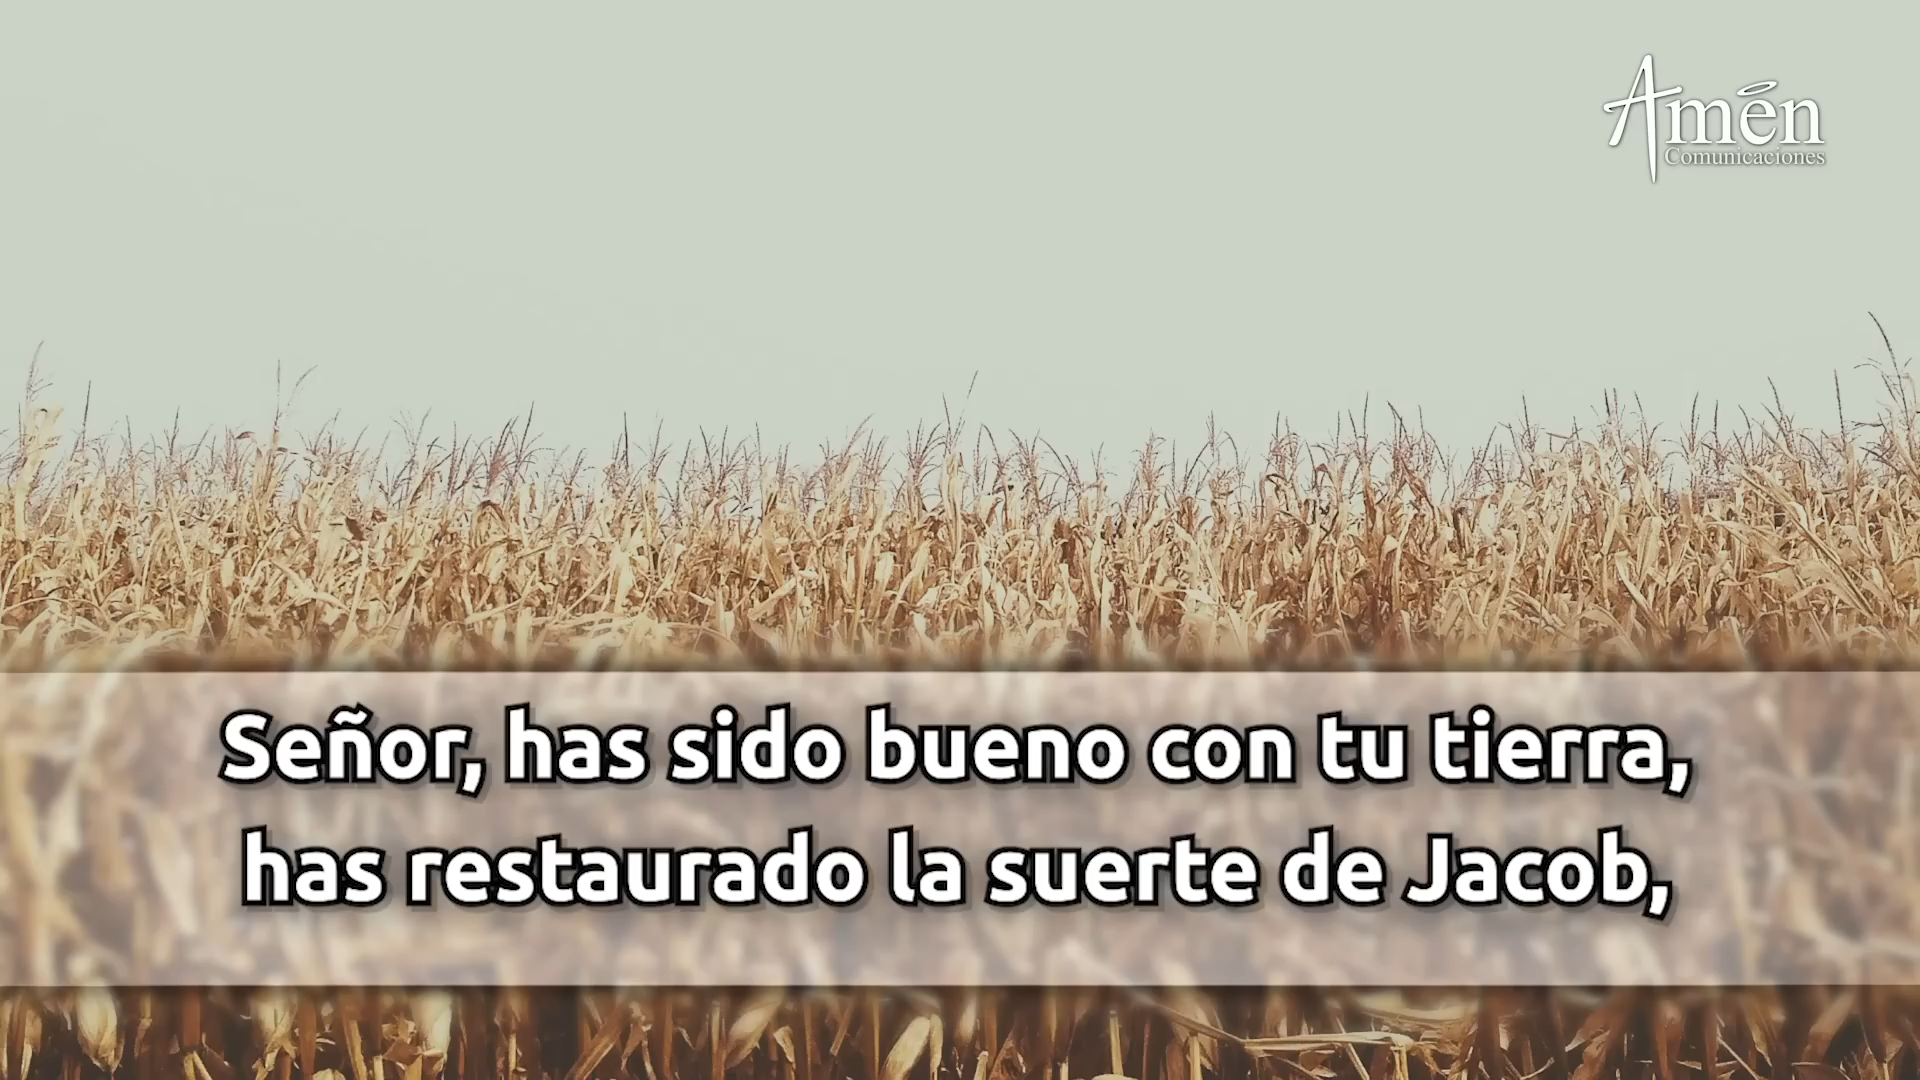 Amén
Comunicaciones
Señor, has sido bueno con tu tierra,
has restaurado la suerte de Jacob,